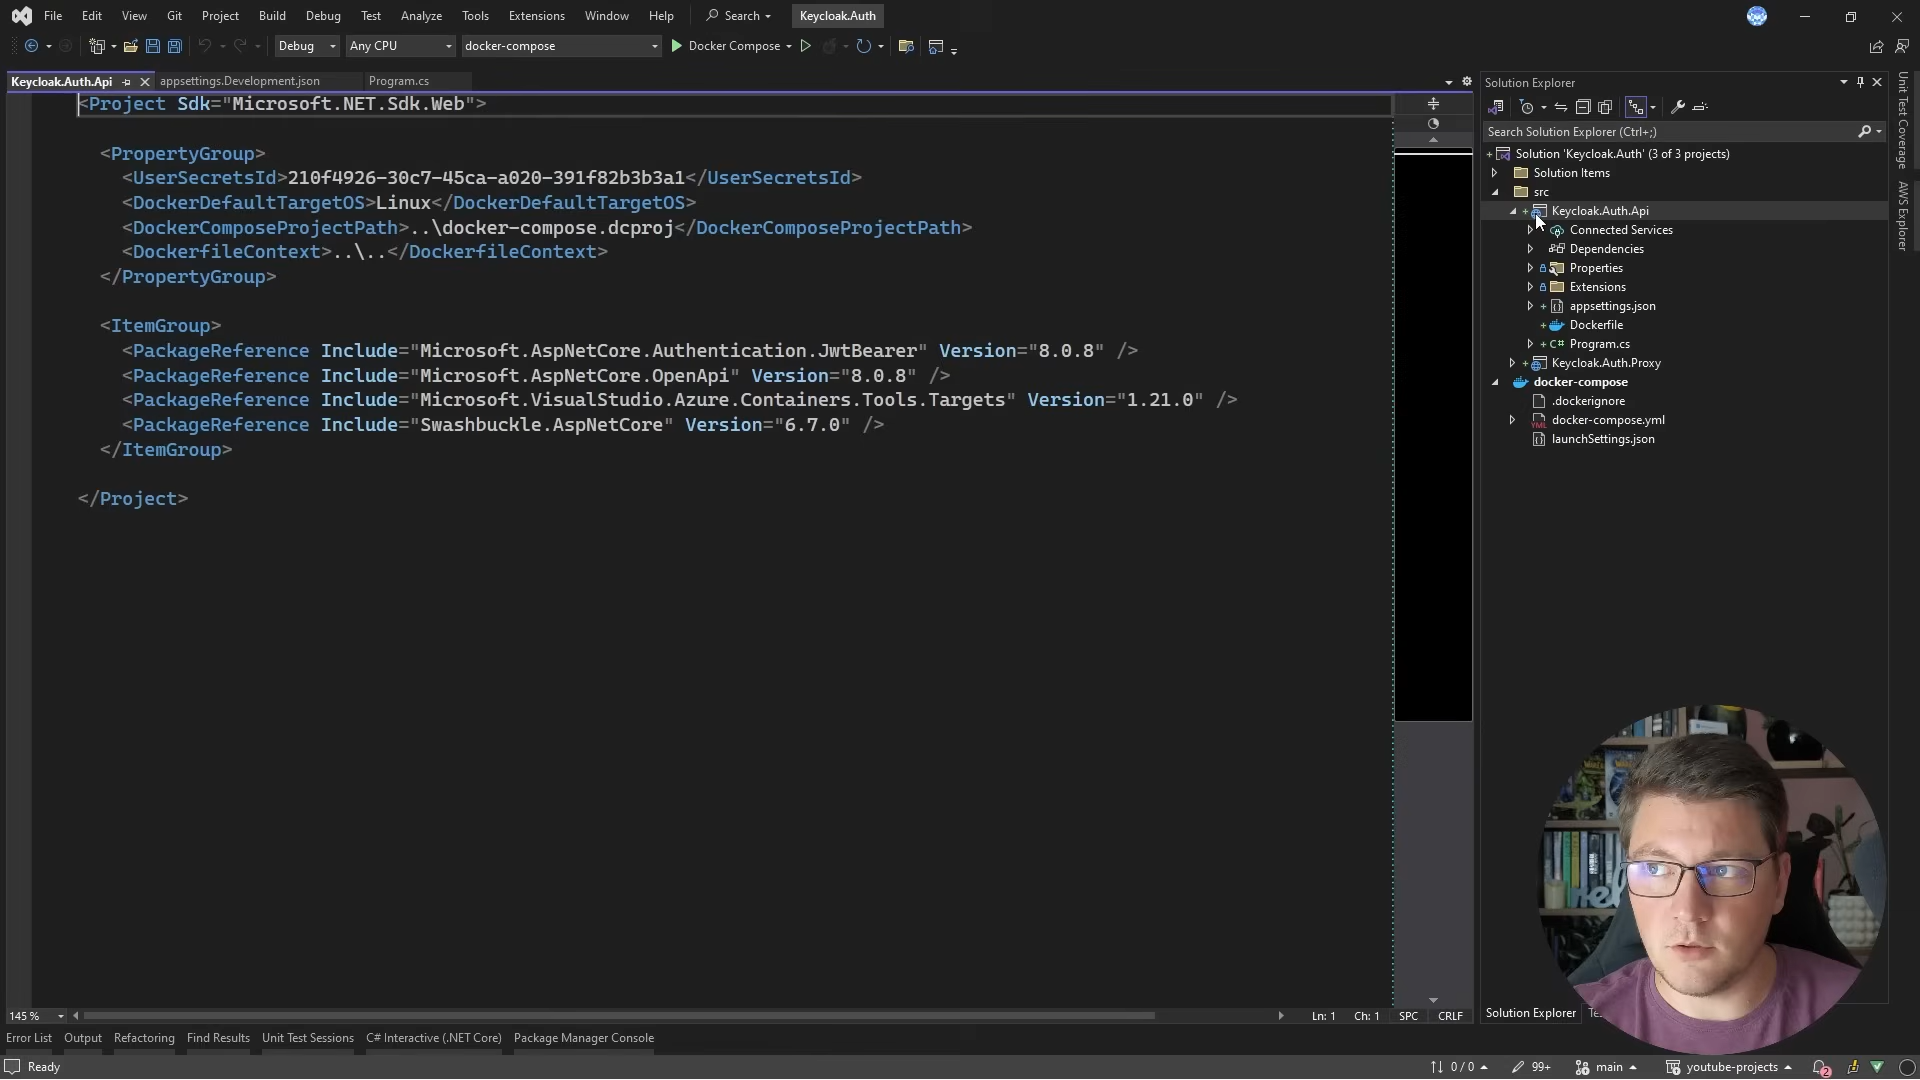 File Edit View Git Project Build Debug Test Analyze Tools Extensions Window Help Search Keycloak.Auth
Debug Any CPU docker-compose Docker Compose
Keycloak.Auth.Api appsettings.Development.json Program.cs
<Project Sdk="Microsoft.NET.Sdk.Web">
<PropertyGroup>
<UserSecretsId>210f4926-30c7-45ca-a020-391f82b3b3a1</UserSecretsId>
<DockerDefaultTargetOS>Linux</DockerDefaultTargetOS>
<DockerComposeProjectPath>..\docker-compose.dcproj</DockerComposeProjectPath>
<DockerfileContext>..\..</DockerfileContext>
</PropertyGroup>
<ItemGroup>
<PackageReference Include="Microsoft.AspNetCore.Authentication.JwtBearer" Version="8.0.8" />
<PackageReference Include="Microsoft.AspNetCore.OpenApi" Version="8.0.8" />
<PackageReference Include="Microsoft.VisualStudio.Azure.Containers.Tools.Targets" Version="1.21.0" />
<PackageReference Include="Swashbuckle.AspNetCore" Version="6.7.0" />
</ItemGroup>
</Project>
145 % Ln: 1 Ch: 1 SPC CRLF
Solution Explorer
Search Solution Explorer (Ctrl+;)
Solution 'Keycloak.Auth' (3 of 3 projects)
Solution Items
src
Keycloak.Auth.Api
Connected Services
Dependencies
Properties
Extensions
appsettings.json
Dockerfile
C# Program.cs
Keycloak.Auth.Proxy
docker-compose
.dockerignore
YML docker-compose.yml
launchSettings.json
Solution Explorer
Unit Test Coverage
AWS Explorer
Error List Output Refactoring Find Results Unit Test Sessions C# Interactive (.NET Core) Package Manager Console
Ready 0 / 0 99+ main youtube-projects 2